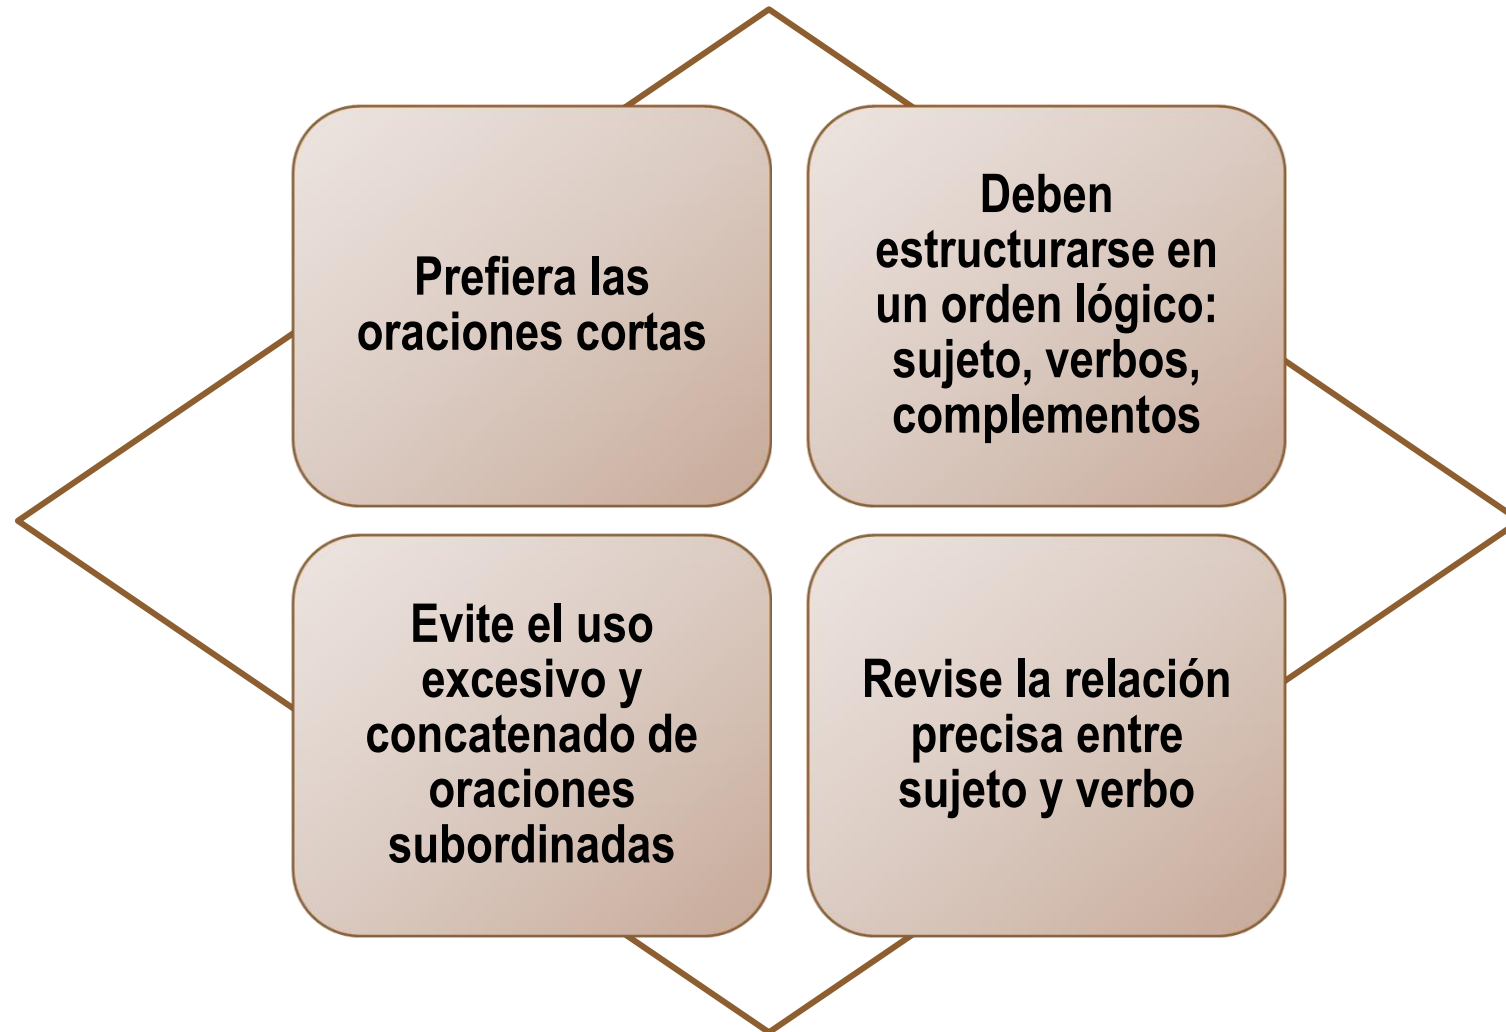 Prefiera las
oraciones cortas
Deben
estructurarse en
un orden lógico:
sujeto, verbos,
complementos
Evite el uso
excesivo y
concatenado de
oraciones
subordinadas
Revise la relación
precisa entre
sujeto y verbo